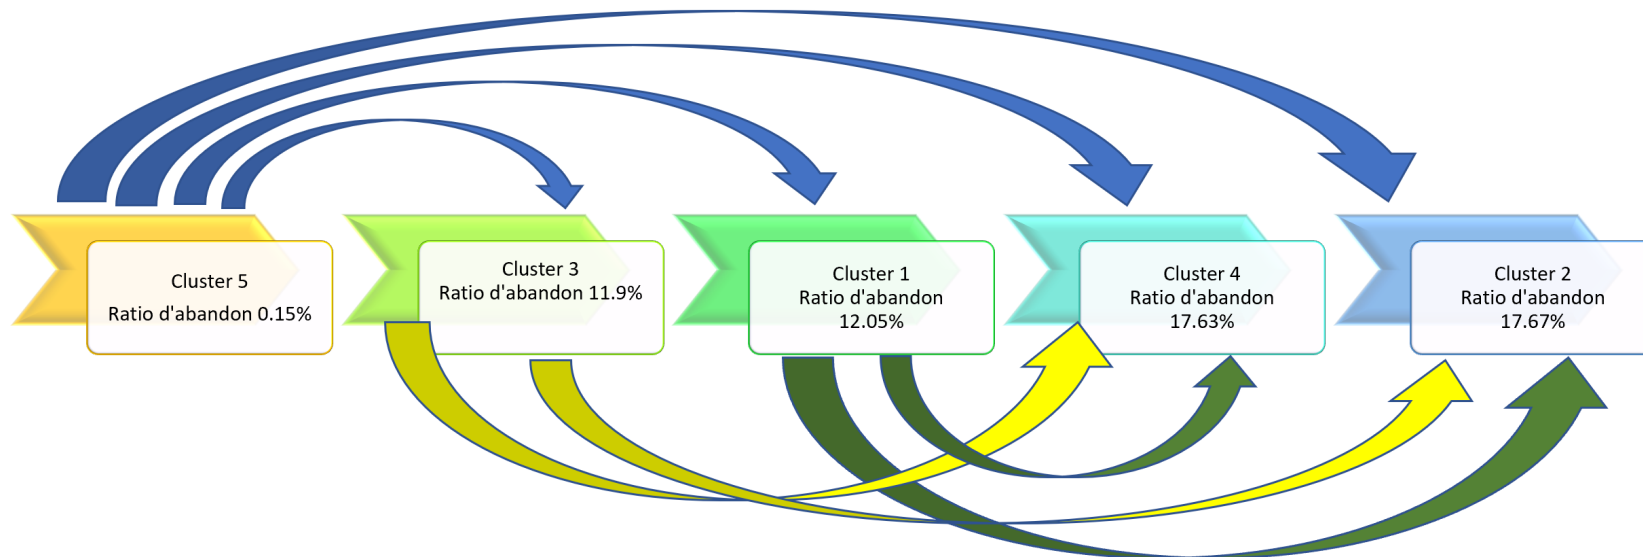 Cluster 5
Ratio d'abandon 0.15%
Cluster 3
Ratio d'abandon 11.9%
Cluster 1
Ratio d'abandon
12.05%
Cluster 4
Ratio d'abandon
17.63%
Cluster 2
Ratio d'abandon
17.67%